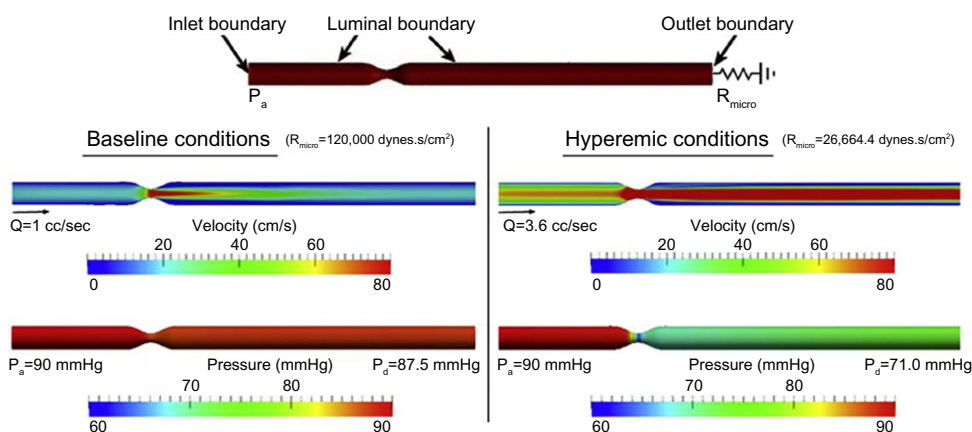 Inlet boundary Luminal boundary Outlet boundary
Pa Rmicro
Baseline conditions (Rmicro=120,000 dynes.s/cm²)
Q=1 cc/sec Velocity (cm/s)
20 40 60
0 80
Pa=90 mmHg Pressure (mmHg) Pd=87.5 mmHg
70 80
60 90
Hyperemic conditions (Rmicro=26,664.4 dynes.s/cm²)
Q=3.6 cc/sec Velocity (cm/s)
20 40 60
0 80
Pa=90 mmHg Pressure (mmHg) Pd=71.0 mmHg
70 80
60 90